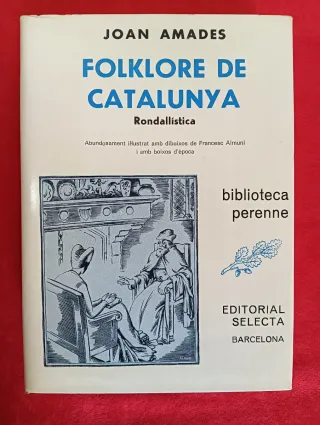 JOAN AMADES
FOLKLORE DE
CATALUNYA
Rondallística
Abundosament il·lustrat amb dibuixos de Francesc Almuni
i amb boixos d'època
biblioteca
perenne
EDITORIAL
SELECTA
BARCELONA